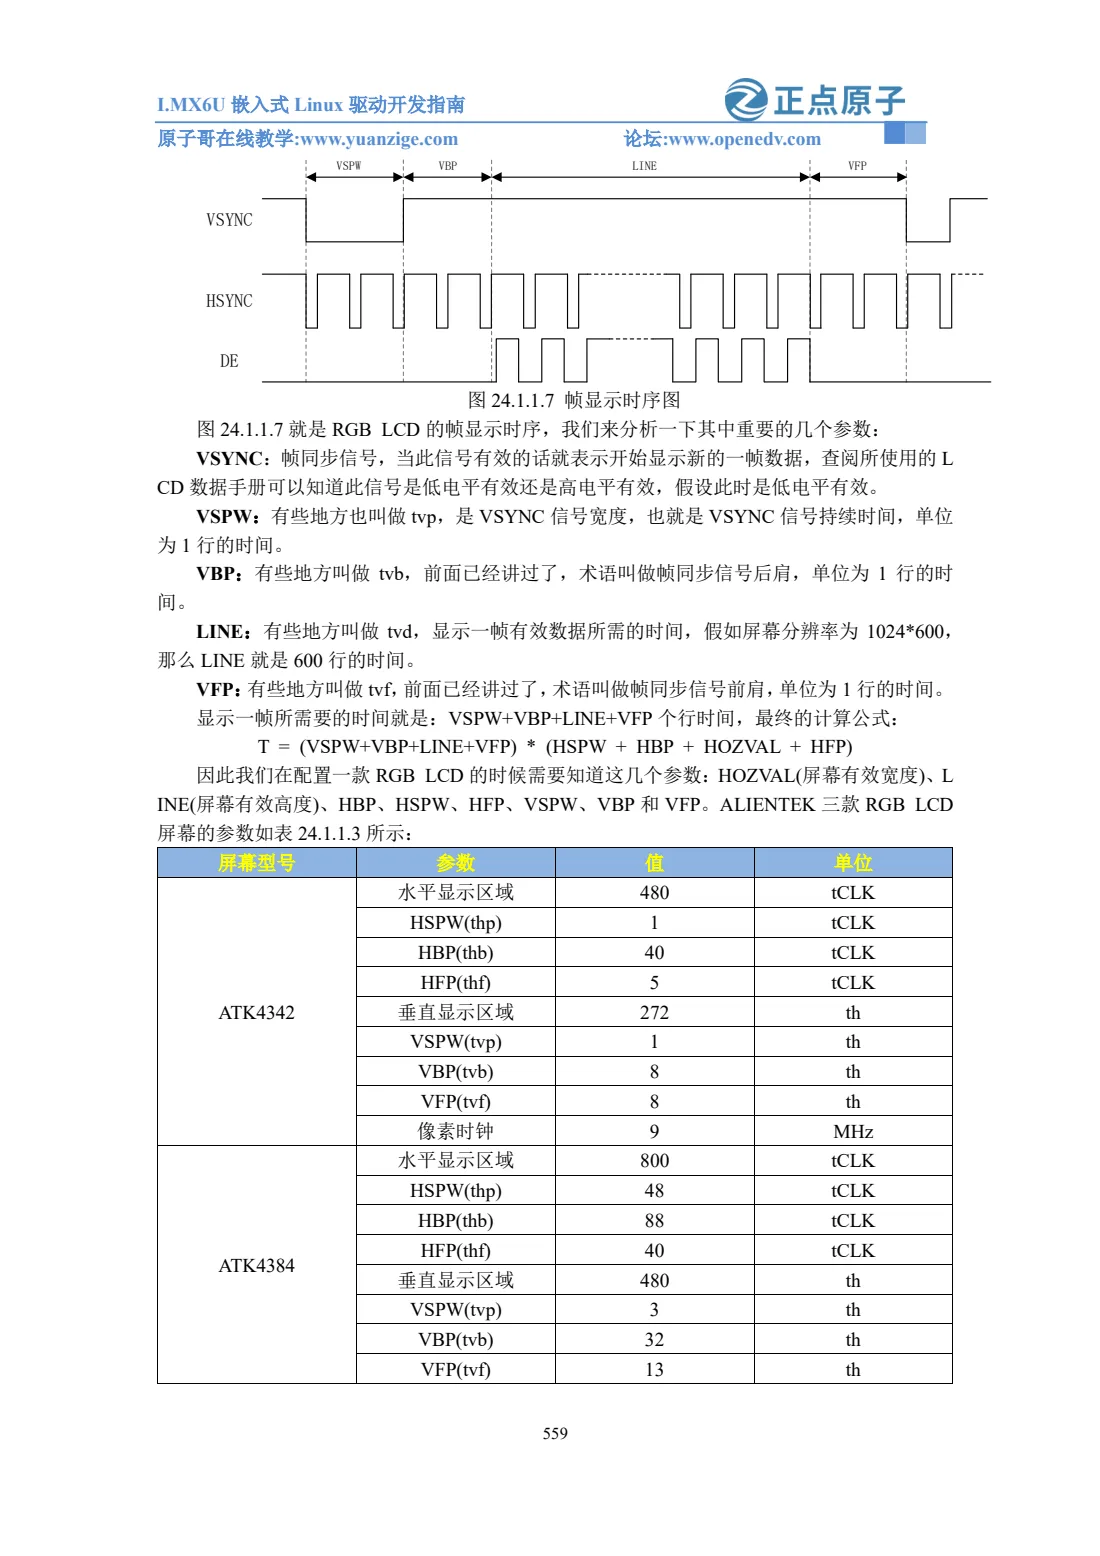 I.MX6U 嵌入式 Linux 驱动开发指南
正点原子
原子哥在线教学:www.yuanzige.com 论坛:www.openedv.com
VSPW VBP LINE VFP
VSYNC
HSYNC
DE
图 24.1.1.7 帧显示时序图
图 24.1.1.7 就是 RGB LCD 的帧显示时序，我们来分析一下其中重要的几个参数：
VSYNC：帧同步信号，当此信号有效的话就表示开始显示新的一帧数据，查阅所使用的 L
CD 数据手册可以知道此信号是低电平有效还是高电平有效，假设此时是低电平有效。
VSPW：有些地方也叫做 tvp，是 VSYNC 信号宽度，也就是 VSYNC 信号持续时间，单位
为 1 行的时间。
VBP：有些地方叫做 tvb，前面已经讲过了，术语叫做帧同步信号后肩，单位为 1 行的时
间。
LINE：有些地方叫做 tvd，显示一帧有效数据所需的时间，假如屏幕分辨率为 1024*600，
那么 LINE 就是 600 行的时间。
VFP：有些地方叫做 tvf，前面已经讲过了，术语叫做帧同步信号前肩，单位为 1 行的时间。
显示一帧所需要的时间就是：VSPW+VBP+LINE+VFP 个行时间，最终的计算公式：
T = (VSPW+VBP+LINE+VFP) * (HSPW + HBP + HOZVAL + HFP)
因此我们在配置一款 RGB LCD 的时候需要知道这几个参数：HOZVAL(屏幕有效宽度)、L
INE(屏幕有效高度)、HBP、HSPW、HFP、VSPW、VBP 和 VFP。ALIENTEK 三款 RGB LCD
屏幕的参数如表 24.1.1.3 所示：
屏幕型号 参数 值 单位
水平显示区域 480 tCLK
HSPW(thp) 1 tCLK
HBP(thb) 40 tCLK
HFP(thf) 5 tCLK
ATK4342 垂直显示区域 272 th
VSPW(tvp) 1 th
VBP(tvb) 8 th
VFP(tvf) 8 th
像素时钟 9 MHz
水平显示区域 800 tCLK
HSPW(thp) 48 tCLK
HBP(thb) 88 tCLK
HFP(thf) 40 tCLK
ATK4384
垂直显示区域 480 th
VSPW(tvp) 3 th
VBP(tvb) 32 th
VFP(tvf) 13 th
559